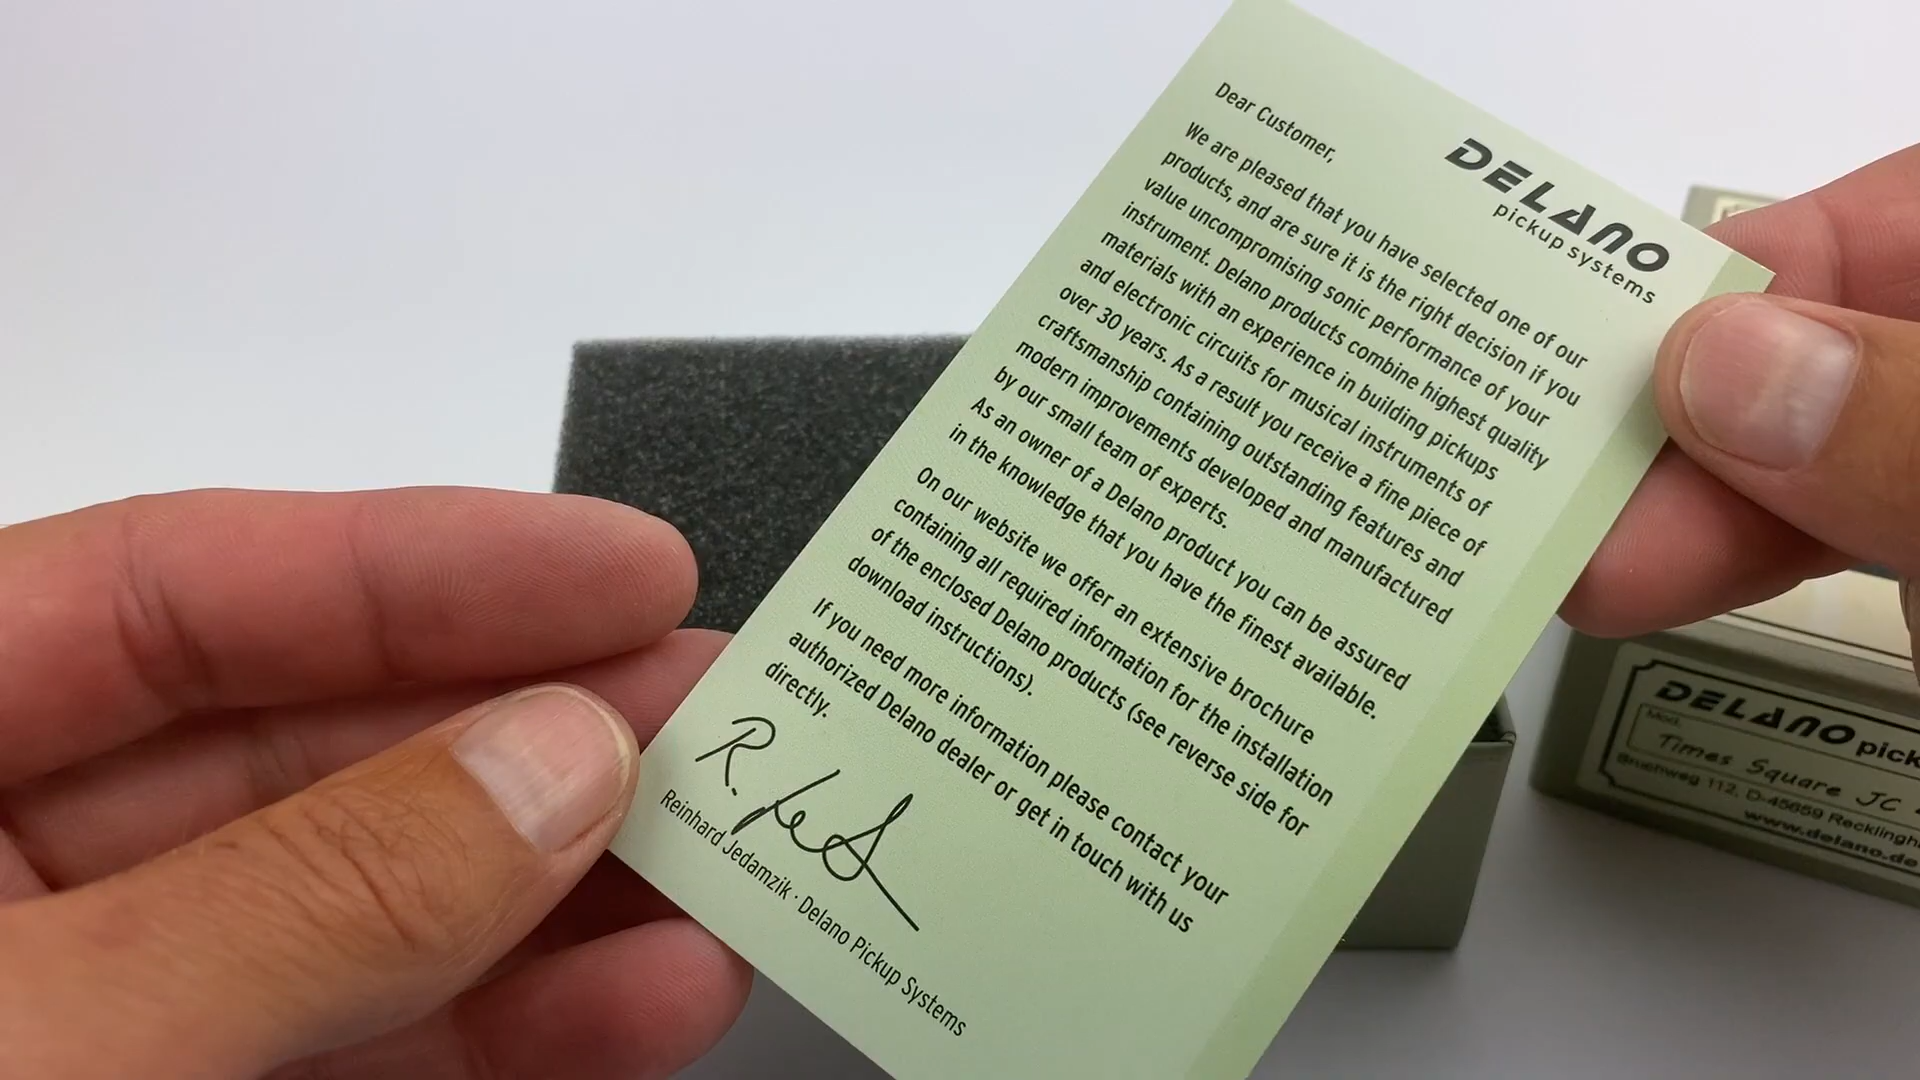 DELANO
pickup systems
Dear Customer,
We are pleased that you have selected one of our
products, and are sure it is the right decision if you
value uncompromising sonic performance of your
instrument. Delano products combine highest quality
materials with an experience in building pickups
and electronic circuits for musical instruments of
over 30 years. As a result you receive a fine piece of
craftsmanship containing outstanding features and
modern improvements developed and manufactured
by our small team of experts.
As an owner of a Delano product you can be assured
in the knowledge that you have the finest available.
On our website we offer an extensive brochure
containing all required information for the installation
of the enclosed Delano products (see reverse side for
download instructions).
If you need more information please contact your
authorized Delano dealer or get in touch with us
directly.
Reinhard Jedamzik · Delano Pickup Systems
DELANO pick
Mod.
Times Square JC
Bruchweg 112, D-45659 Recklingh
www.delano.de